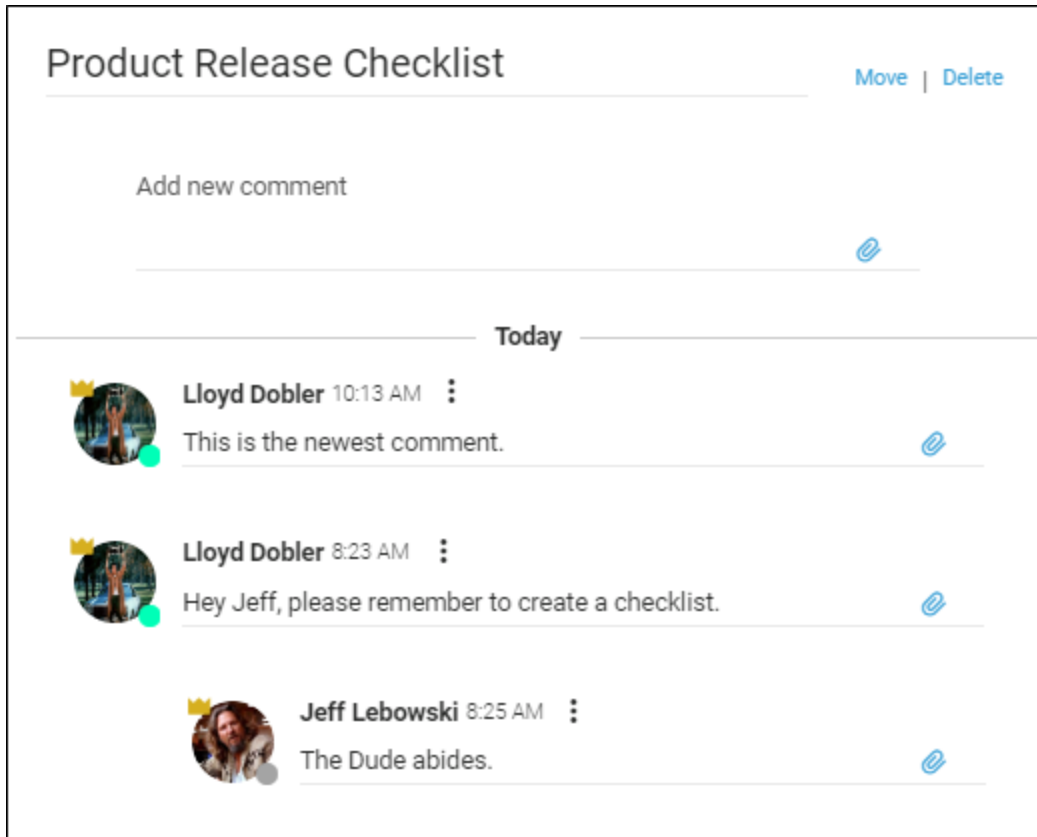 Product Release Checklist
Move | Delete
Add new comment
Today
Lloyd Dobler 10:13 AM
This is the newest comment.
Lloyd Dobler 8:23 AM
Hey Jeff, please remember to create a checklist.
Jeff Lebowski 8:25 AM
The Dude abides.